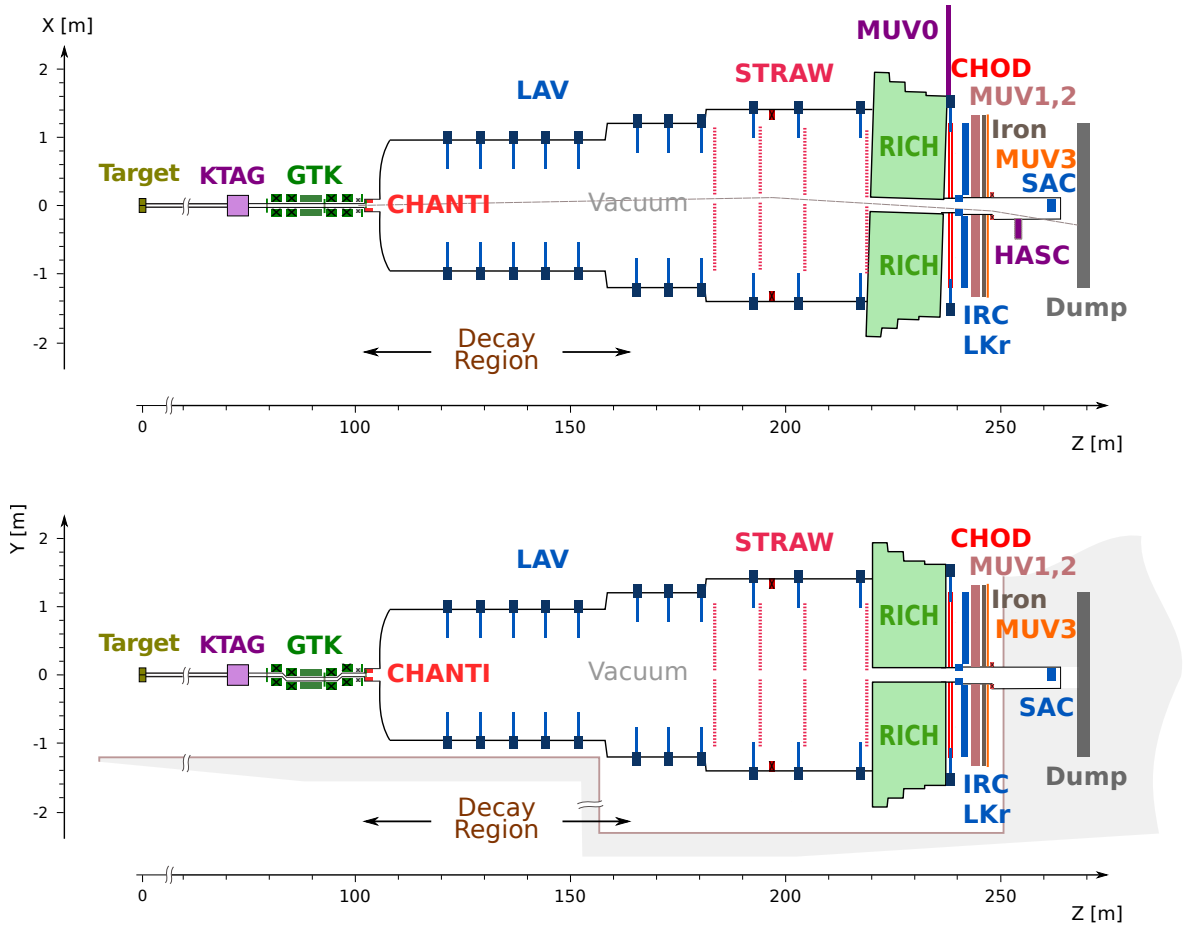 X [m]
MUV0
2
STRAW
CHOD
LAV
MUV1,2
1
RICH
Iron
MUV3
Target
KTAG
GTK
SAC
0
CHANTI
Vacuum
-1
RICH
HASC
Dump
IRC
LKr
Decay
Region
-2
0
100
150
200
250
Z [m]
Y [m]
2
STRAW
CHOD
LAV
MUV1,2
1
RICH
Iron
MUV3
Target
KTAG
GTK
0
CHANTI
Vacuum
SAC
-1
RICH
Dump
IRC
LKr
Decay
Region
-2
0
100
150
200
250
Z [m]